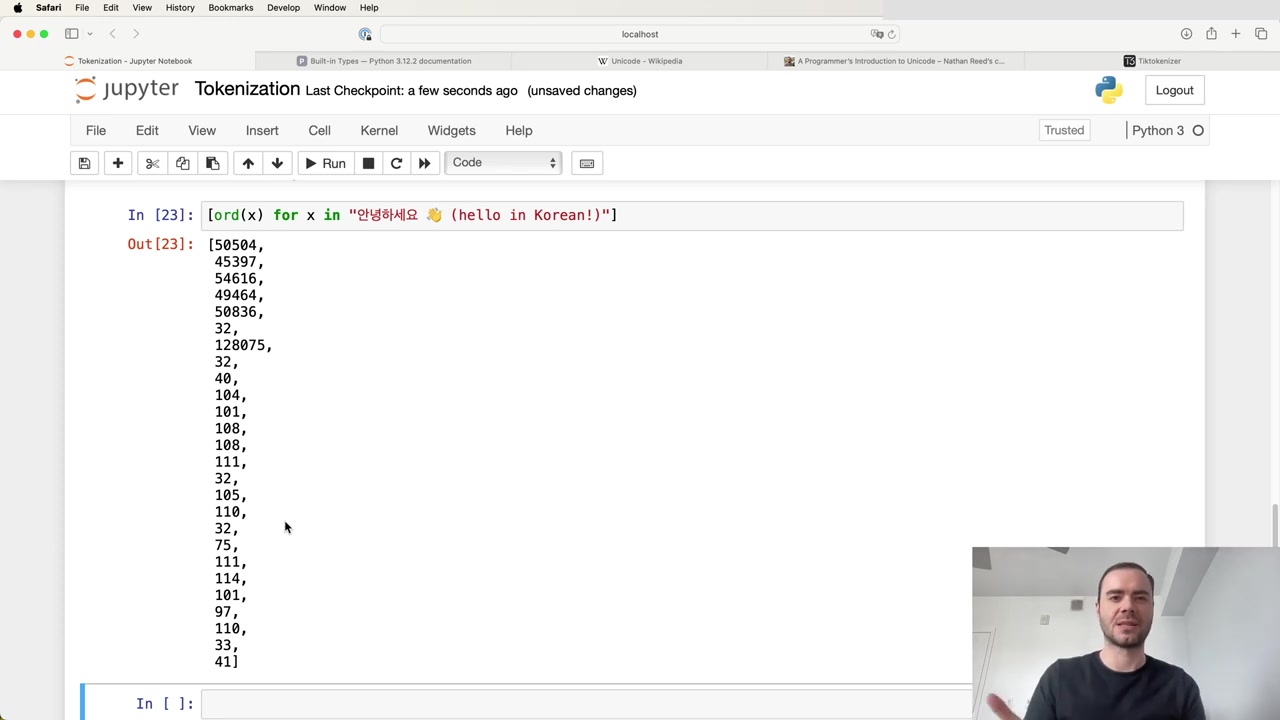 Safari File Edit View History Bookmarks Develop Window Help
localhost
Tokenization - Jupyter Notebook
Built-in Types — Python 3.12.2 documentation
W Unicode - Wikipedia
A Programmer's Introduction to Unicode – Nathan Reed's c...
T3 Tiktokenizer
jupyter Tokenization Last Checkpoint: a few seconds ago (unsaved changes)
Logout
File Edit View Insert Cell Kernel Widgets Help
Trusted
Python 3
Run
Code
In [23]: [ord(x) for x in "안녕하세요 👋 (hello in Korean!)"]
Out[23]: [50504,
45397,
54616,
49464,
50836,
32,
128075,
32,
40,
104,
101,
108,
108,
111,
32,
105,
110,
32,
75,
111,
114,
101,
97,
110,
33,
41]
In [ ]: